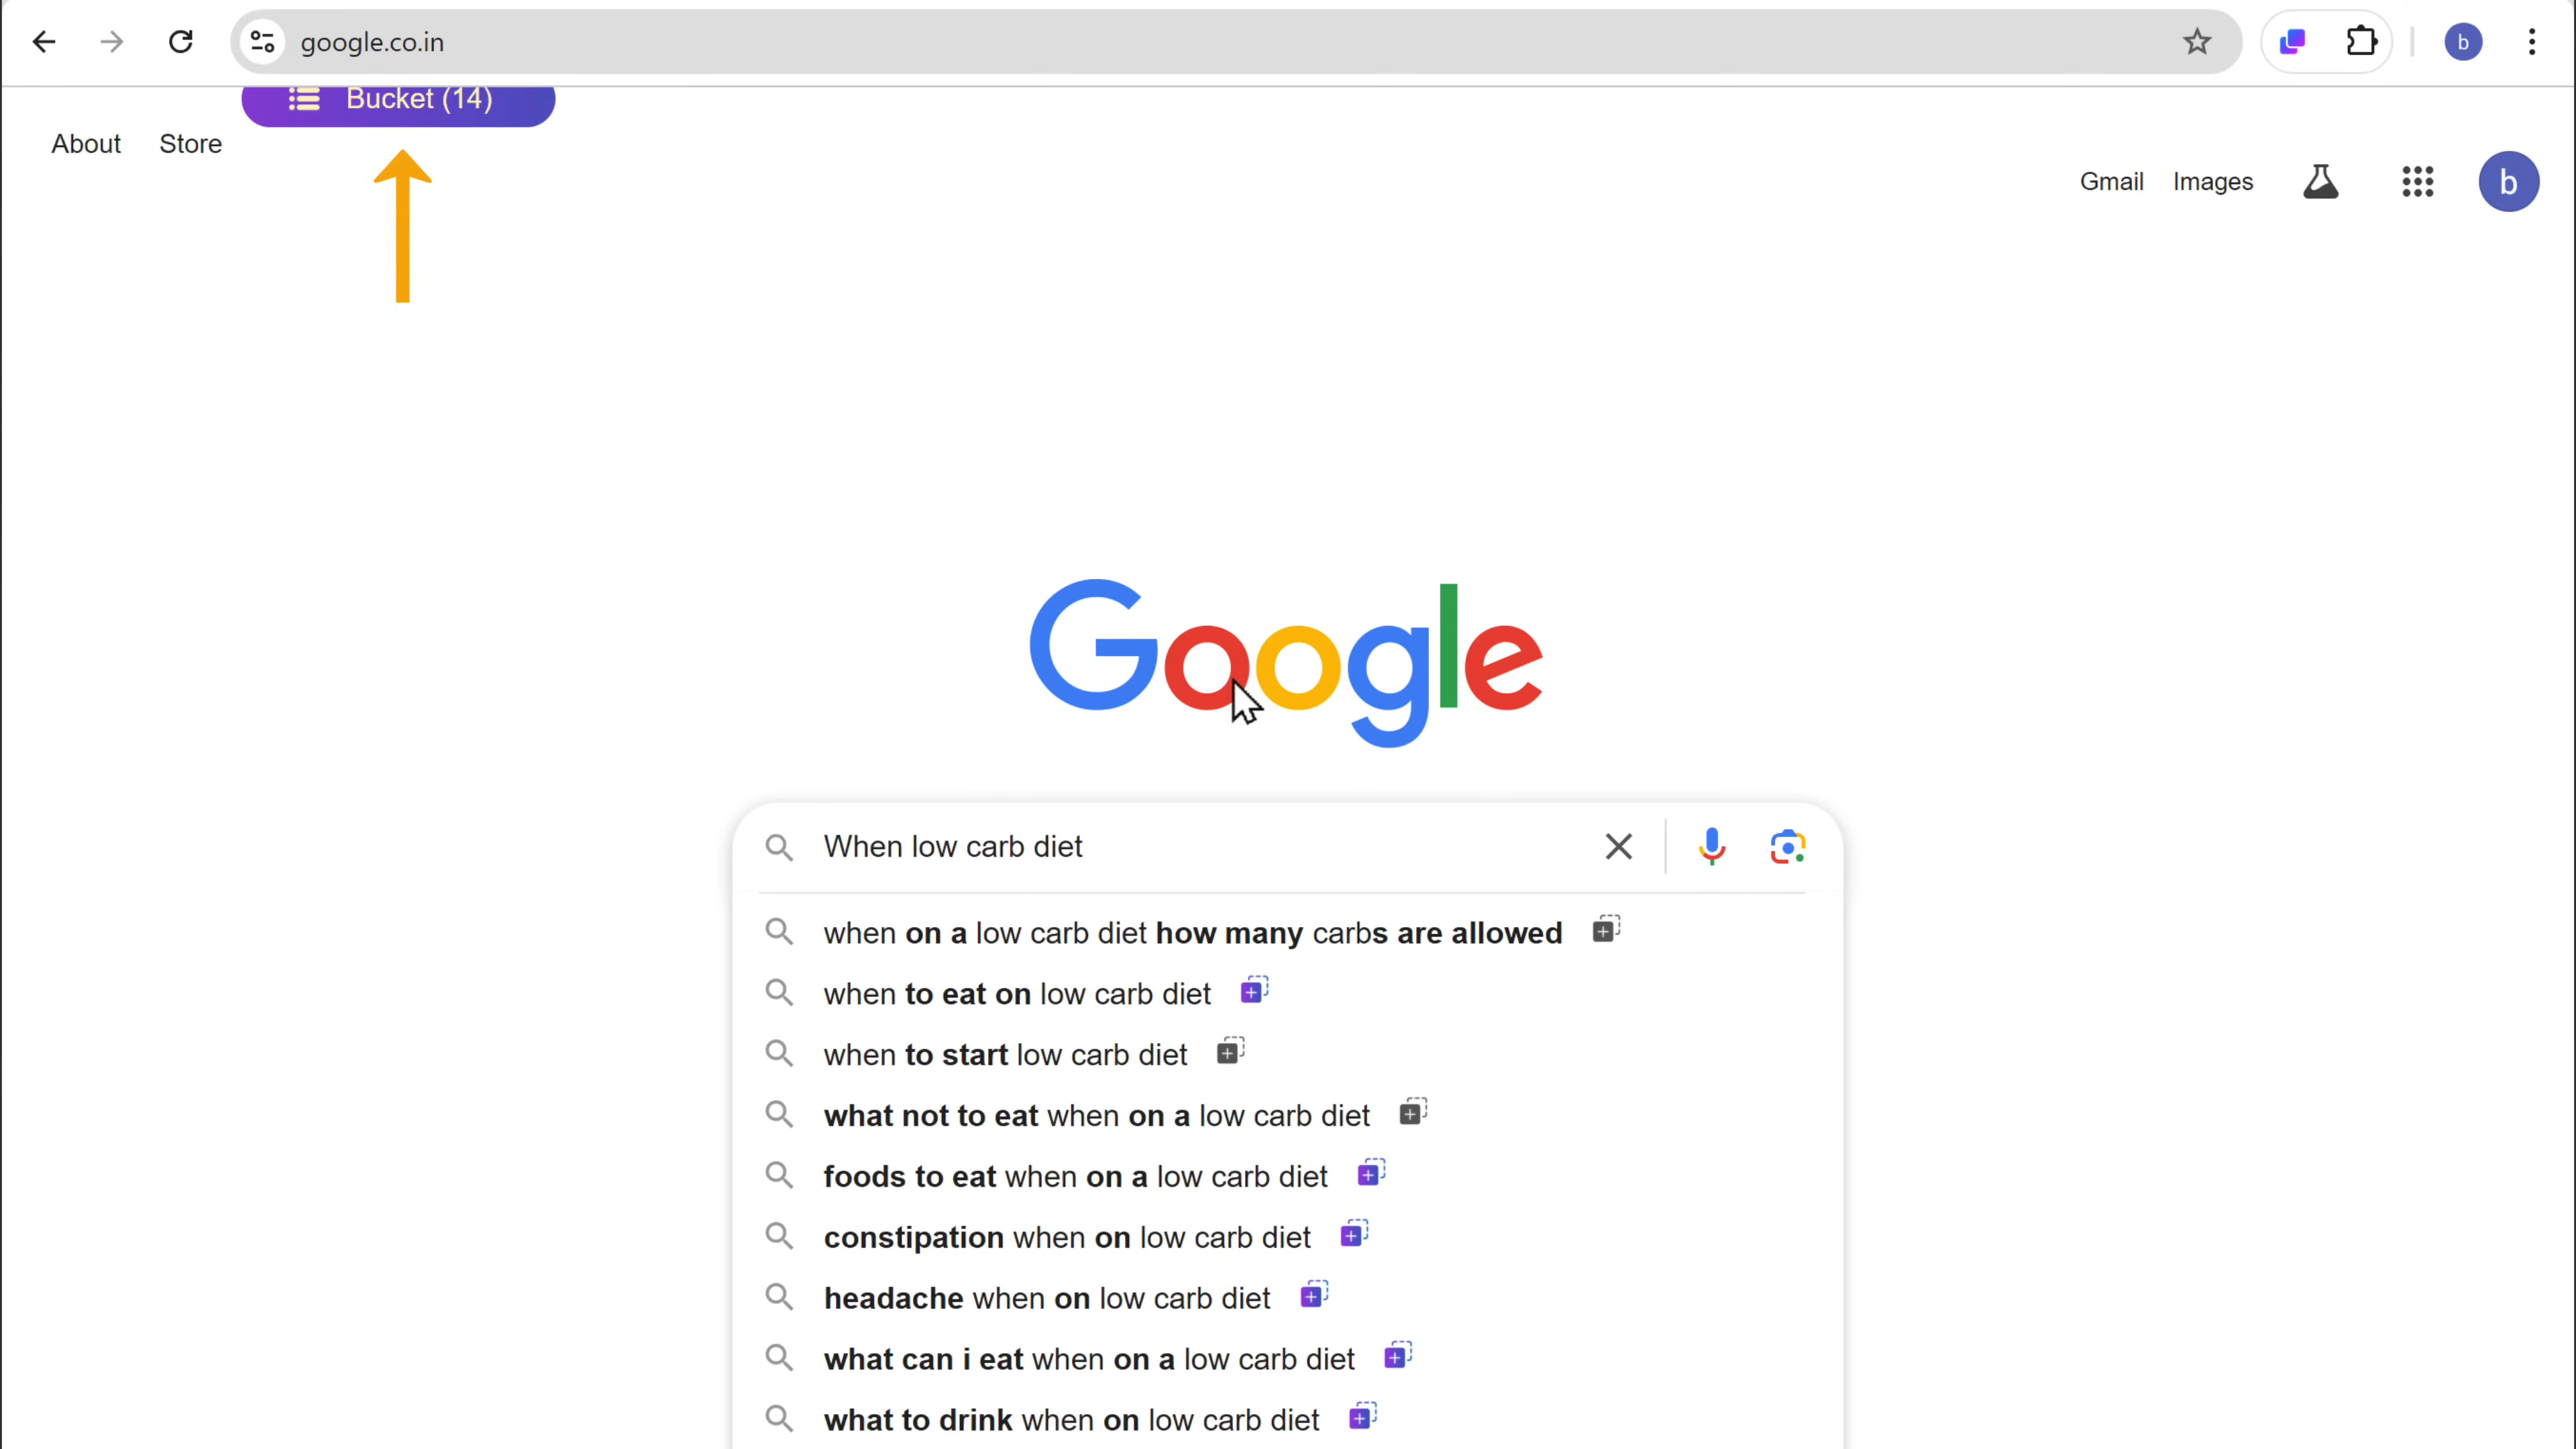 google.co.in
b
Bucket (14)
About Store
Gmail Images
b
Google
When low carb diet
when on a low carb diet how many carbs are allowed
when to eat on low carb diet
when to start low carb diet
what not to eat when on a low carb diet
foods to eat when on a low carb diet
constipation when on low carb diet
headache when on low carb diet
what can i eat when on a low carb diet
what to drink when on low carb diet